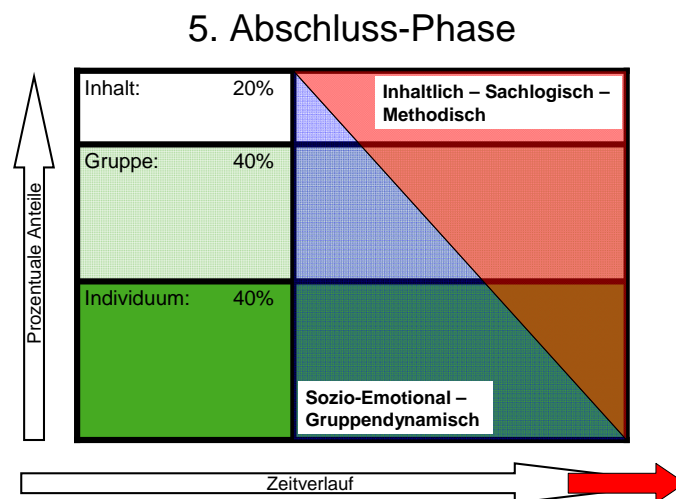 5. Abschluss-Phase
Inhalt: 20%
Inhaltlich – Sachlogisch –
Methodisch
Gruppe: 40%
Prozentuale Anteile
Individuum: 40%
Sozio-Emotional –
Gruppendynamisch
Zeitverlauf